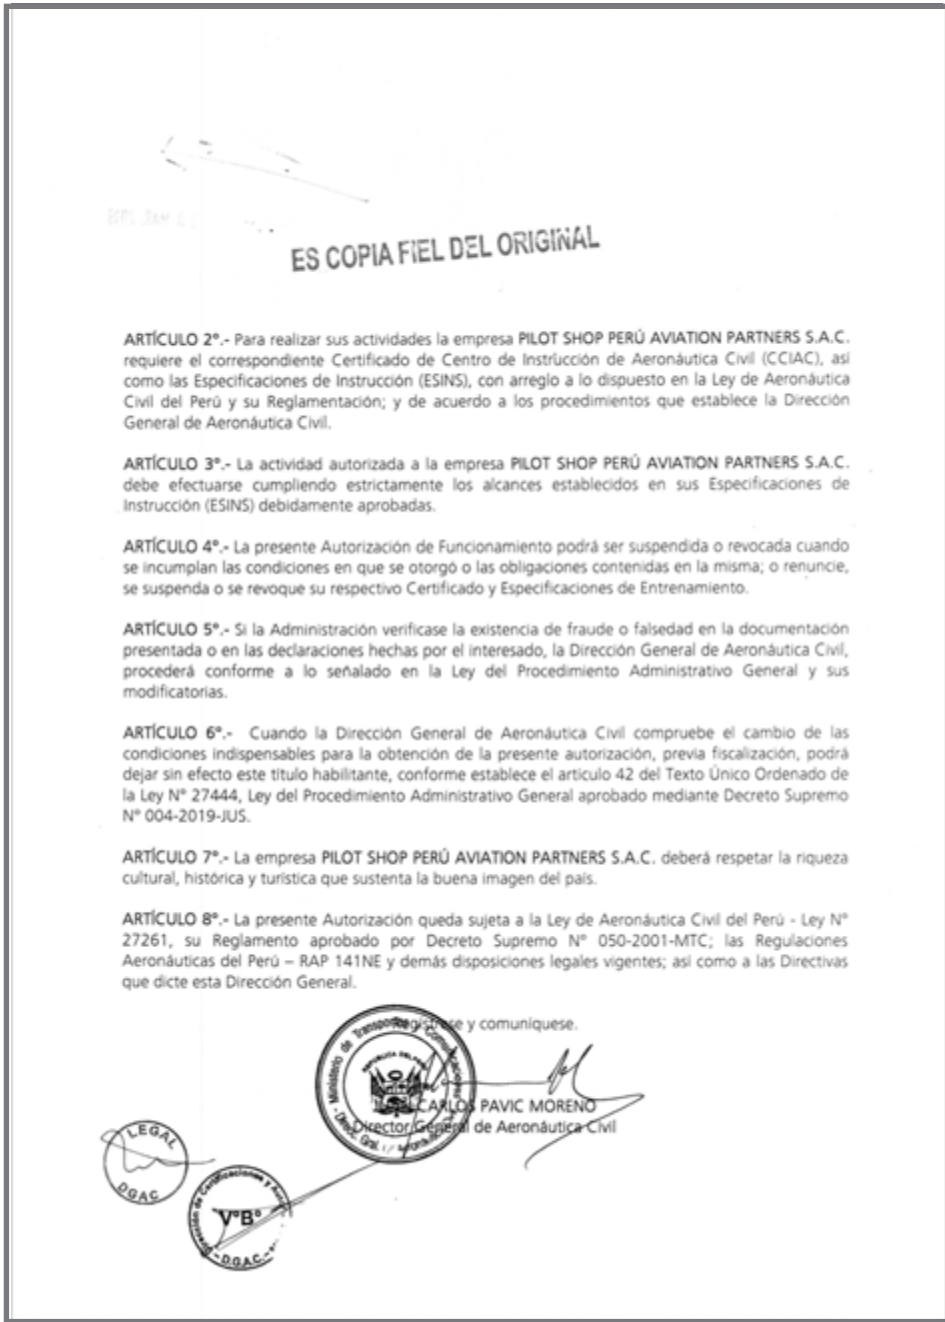 ES COPIA FIEL DEL ORIGINAL
ARTÍCULO 2°.- Para realizar sus actividades la empresa PILOT SHOP PERÚ AVIATION PARTNERS S.A.C.
requiere el correspondiente Certificado de Centro de Instrucción de Aeronáutica Civil (CCIAC), así
como las Especificaciones de Instrucción (ESINS), con arreglo a lo dispuesto en la Ley de Aeronáutica
Civil del Perú y su Reglamentación; y de acuerdo a los procedimientos que establece la Dirección
General de Aeronáutica Civil.
ARTÍCULO 3°.- La actividad autorizada a la empresa PILOT SHOP PERÚ AVIATION PARTNERS S.A.C.
debe efectuarse cumpliendo estrictamente los alcances establecidos en sus Especificaciones de
Instrucción (ESINS) debidamente aprobadas.
ARTÍCULO 4°.- La presente Autorización de Funcionamiento podrá ser suspendida o revocada cuando
se incumplan las condiciones en que se otorgó o las obligaciones contenidas en la misma; o renuncie,
se suspenda o se revoque su respectivo Certificado y Especificaciones de Entrenamiento.
ARTÍCULO 5°.- Si la Administración verificase la existencia de fraude o falsedad en la documentación
presentada o en las declaraciones hechas por el interesado, la Dirección General de Aeronáutica Civil,
procederá conforme a lo señalado en la Ley del Procedimiento Administrativo General y sus
modificatorias.
ARTÍCULO 6°.- Cuando la Dirección General de Aeronáutica Civil compruebe el cambio de las
condiciones indispensables para la obtención de la presente autorización, previa fiscalización, podrá
dejar sin efecto este título habilitante, conforme establece el artículo 42 del Texto Único Ordenado de
la Ley N° 27444, Ley del Procedimiento Administrativo General aprobado mediante Decreto Supremo
N° 004-2019-JUS.
ARTÍCULO 7°.- La empresa PILOT SHOP PERÚ AVIATION PARTNERS S.A.C. deberá respetar la riqueza
cultural, histórica y turística que sustenta la buena imagen del país.
ARTÍCULO 8°.- La presente Autorización queda sujeta a la Ley de Aeronáutica Civil del Perú - Ley N°
27261, su Reglamento aprobado por Decreto Supremo N° 050-2001-MTC; las Regulaciones
Aeronáuticas del Perú – RAP 141NE y demás disposiciones legales vigentes; así como a las Directivas
que dicte esta Dirección General.
y comuníquese.
Ministerio de Transportes y Comunicaciones
REPUBLICA DEL PERU
CARLOS PAVIC MORENO
Director General de Aeronáutica Civil
LEGAL
DGAC
Dirección de Certificaciones y
V°B°
D.G.A.C.